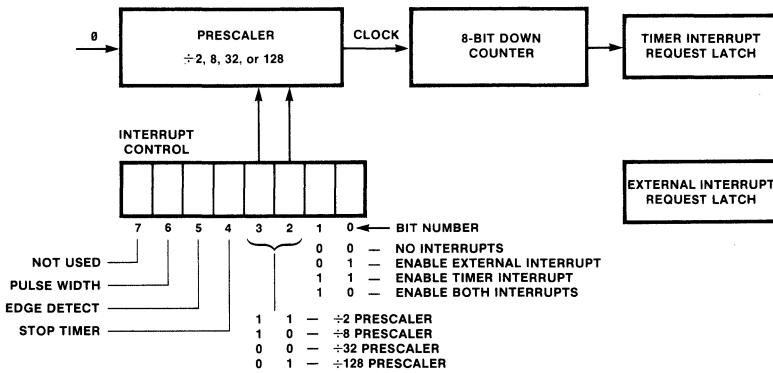 Ø
PRESCALER
÷2, 8, 32, or 128
CLOCK
8-BIT DOWN
COUNTER
TIMER INTERRUPT
REQUEST LATCH
INTERRUPT
CONTROL
EXTERNAL INTERRUPT
REQUEST LATCH
7 6 5 4 3 2 1 0 BIT NUMBER
0 0 — NO INTERRUPTS
0 1 — ENABLE EXTERNAL INTERRUPT
1 1 — ENABLE TIMER INTERRUPT
1 0 — ENABLE BOTH INTERRUPTS
NOT USED
PULSE WIDTH
EDGE DETECT
STOP TIMER
1 1 — ÷2 PRESCALER
1 0 — ÷8 PRESCALER
0 0 — ÷32 PRESCALER
0 1 — ÷128 PRESCALER